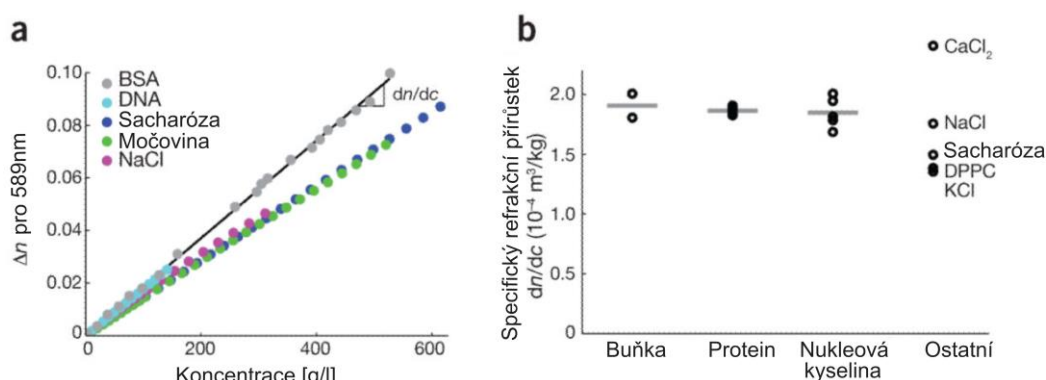 a
Δn pro 589nm
0.10
0.08
0.06
0.04
0.02
0
BSA
DNA
Sacharóza
Močovina
NaCl
dn/dc
0
200
400
600
Koncentrace [g/l]
b
Specifický refrakční přírůstek
dn/dc (10⁻⁴ m³/kg)
2.0
1.5
1.0
0.5
0
CaCl₂
NaCl
Sacharóza
DPPC
KCl
Buňka
Protein
Nukleová
kyselina
Ostatní